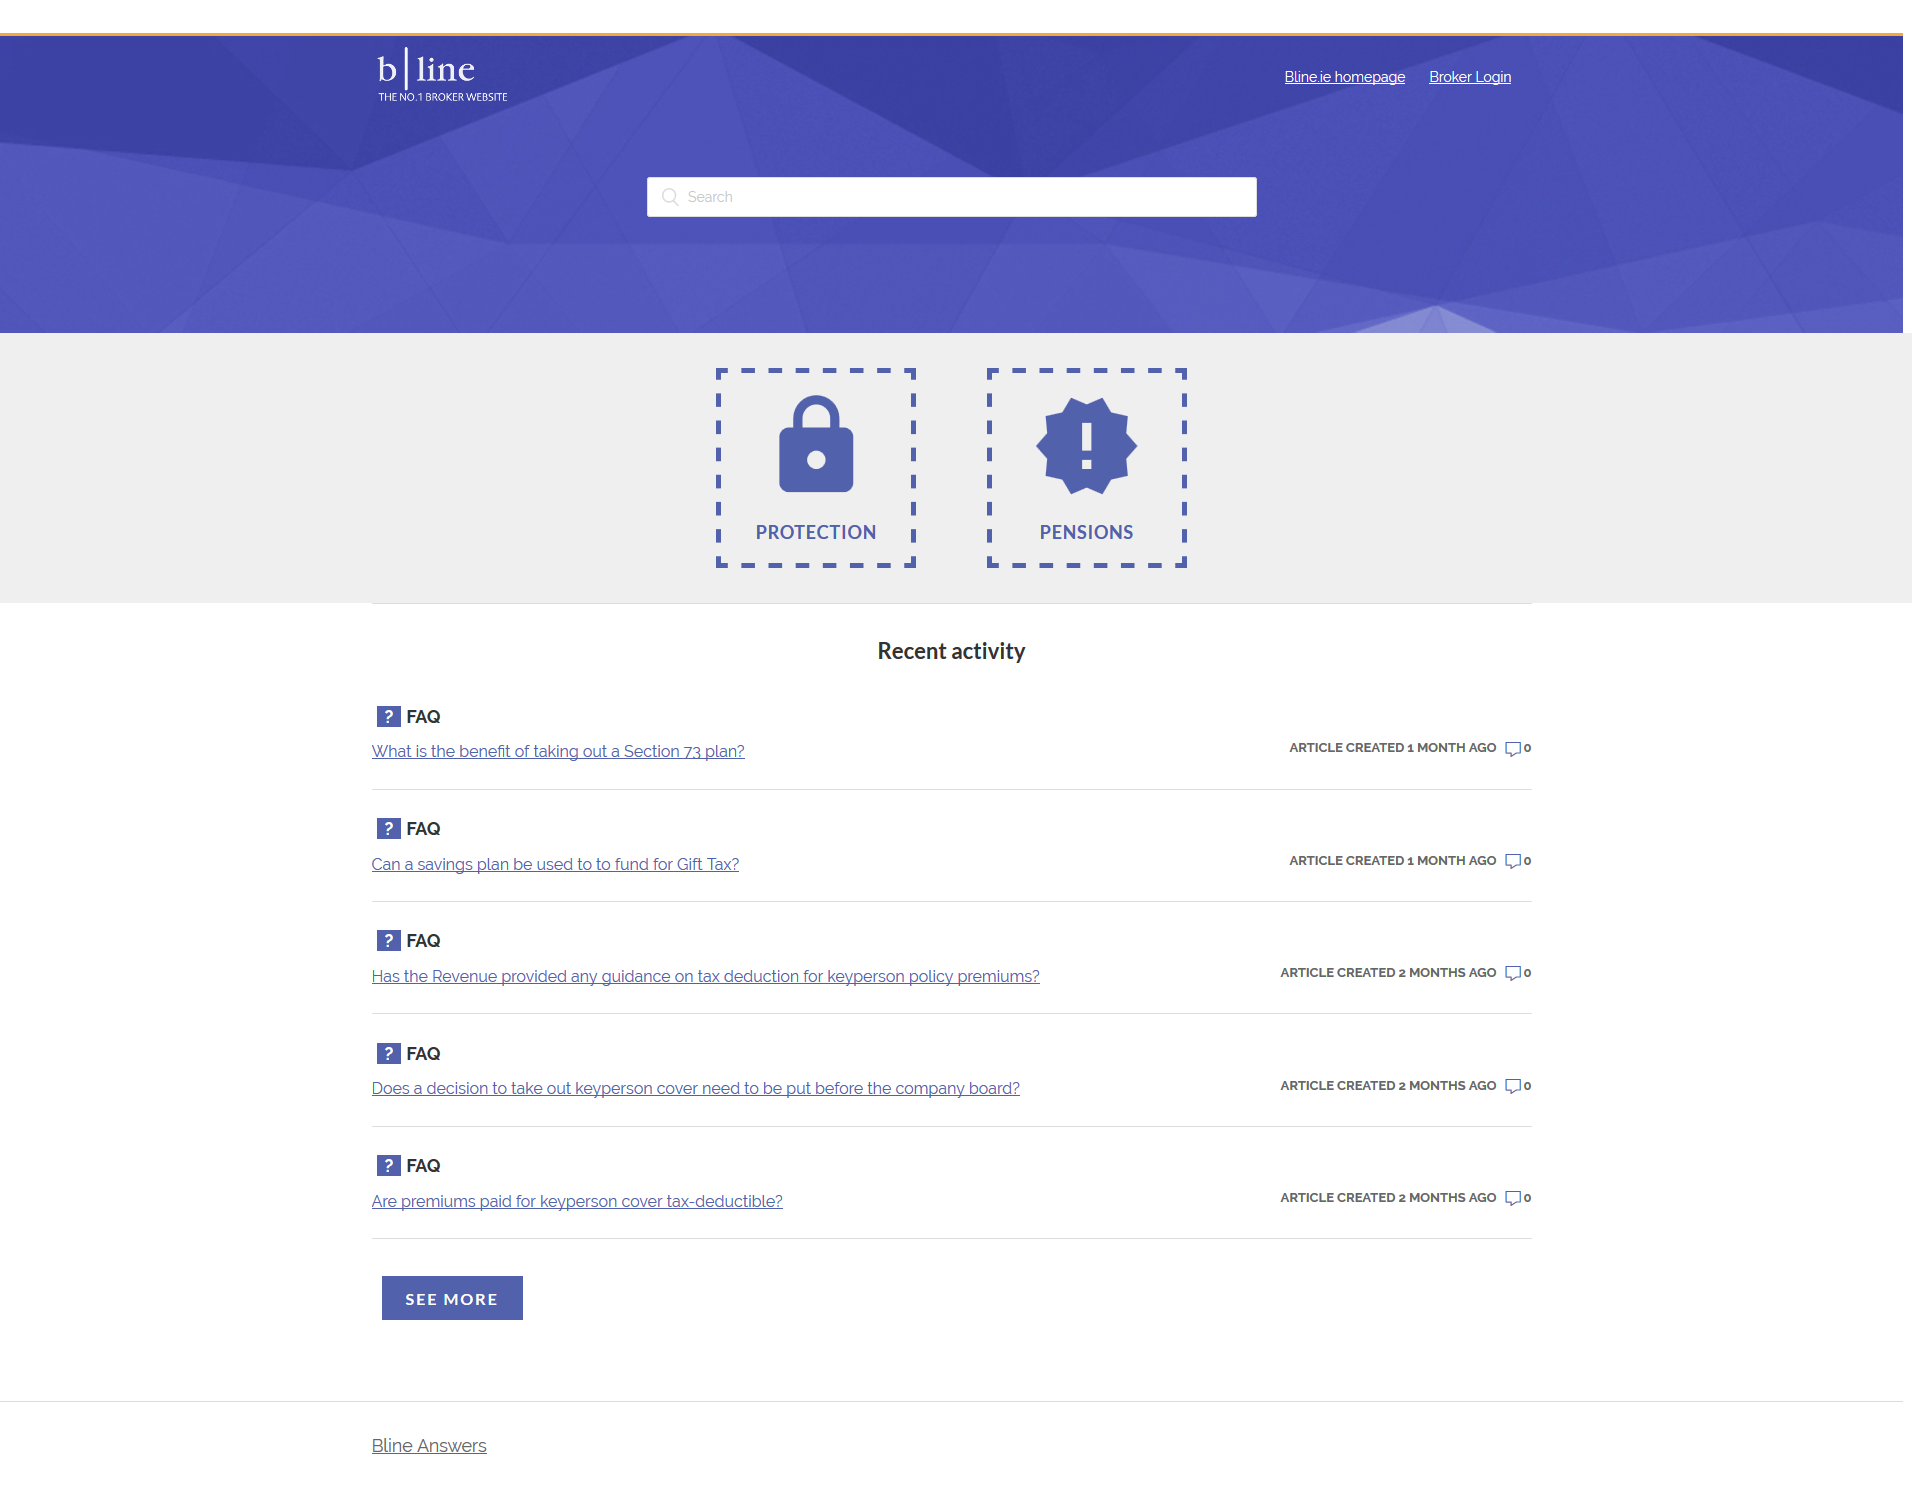 b|line
THE NO.1 BROKER WEBSITE
Bline.ie homepage
Broker Login
Search
PROTECTION
PENSIONS
Recent activity
? FAQ
What is the benefit of taking out a Section 73 plan?
ARTICLE CREATED 1 MONTH AGO 0
? FAQ
Can a savings plan be used to to fund for Gift Tax?
ARTICLE CREATED 1 MONTH AGO 0
? FAQ
Has the Revenue provided any guidance on tax deduction for keyperson policy premiums?
ARTICLE CREATED 2 MONTHS AGO 0
? FAQ
Does a decision to take out keyperson cover need to be put before the company board?
ARTICLE CREATED 2 MONTHS AGO 0
? FAQ
Are premiums paid for keyperson cover tax-deductible?
ARTICLE CREATED 2 MONTHS AGO 0
SEE MORE
Bline Answers